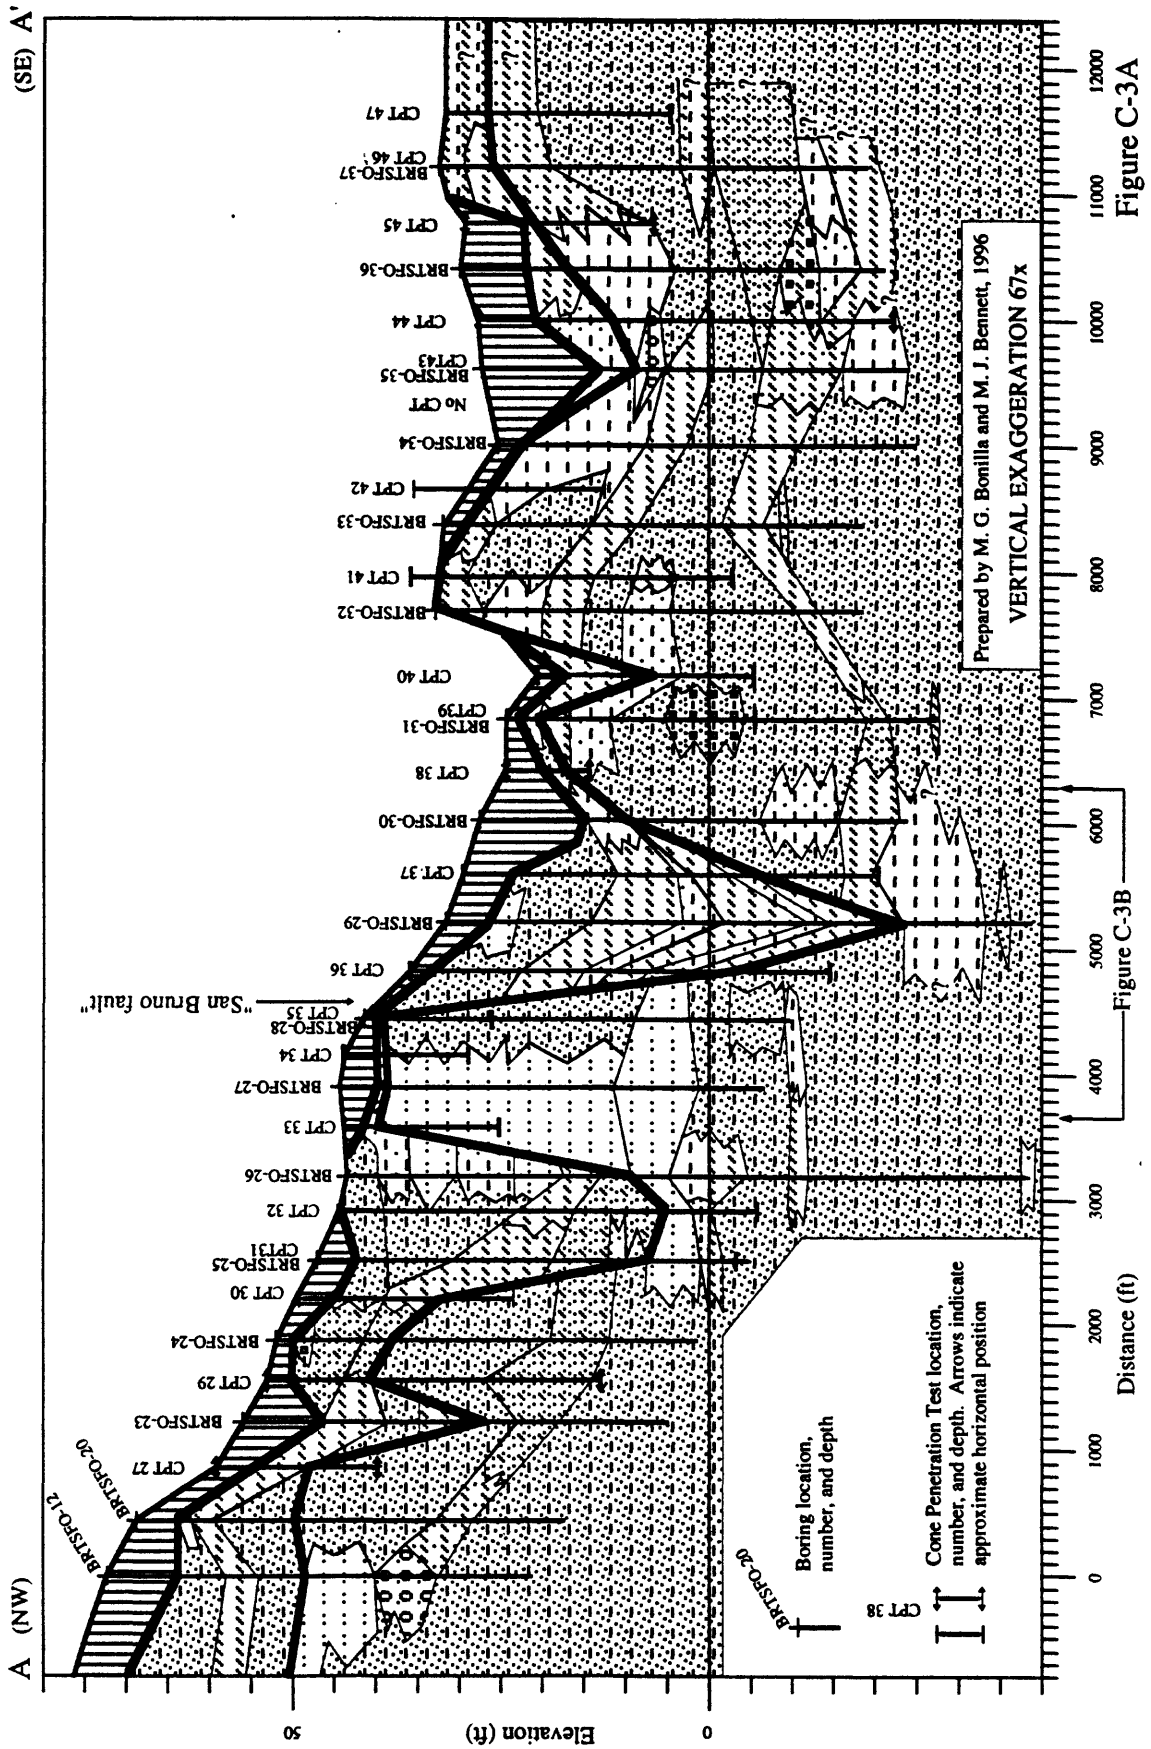 A (NW)
(SE) A'
BRTSFO-12
BRTSFO-20
CPT 27
BRTSFO-23
CPT 29
BRTSFO-24
CPT 30
BRTSFO-25
CPT31
CPT 32
BRTSFO-26
CPT 33
BRTSFO-27
CPT 34
BRTSFO-28
CPT 35
"San Bruno fault"
CPT 36
BRTSFO-29
CPT 37
BRTSFO-30
CPT 38
BRTSFO-31
CPT39
CPT 40
BRTSFO-32
CPT 41
BRTSFO-33
CPT 42
BRTSFO-34
No CPT
BRTSFO-35
CPT43
CPT 44
BRTSFO-36
CPT 45
BRTSFO-37
CPT 46
CPT 47
? ? ? ? ? ? ? ? ? ?
50
0
Elevation (ft)
BRTSFO-20
Boring location,
number, and depth
CPT 38
Cone Penetration Test location,
number, and depth. Arrows indicate
approximate horizontal position
Prepared by M. G. Bonilla and M. J. Bennett, 1996
VERTICAL EXAGGERATION 67x
0 1000 2000 3000 4000 5000 6000 7000 8000 9000 10000 11000 12000
Distance (ft)
Figure C-3B
Figure C-3A